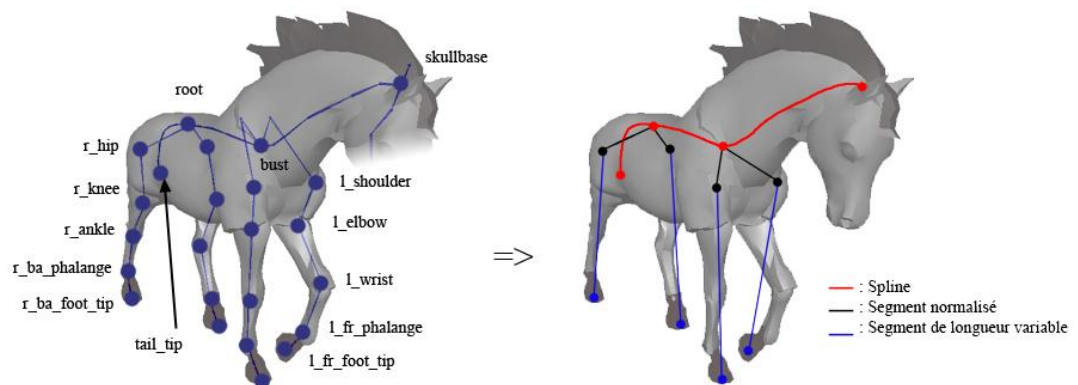 skullbase
root
r_hip
bust
l_shoulder
r_knee
l_elbow
r_ankle
=>
r_ba_phalange
l_wrist
r_ba_foot_tip
tail_tip
l_fr_phalange
l_fr_foot_tip
: Spline
: Segment normalisé
: Segment de longueur variable